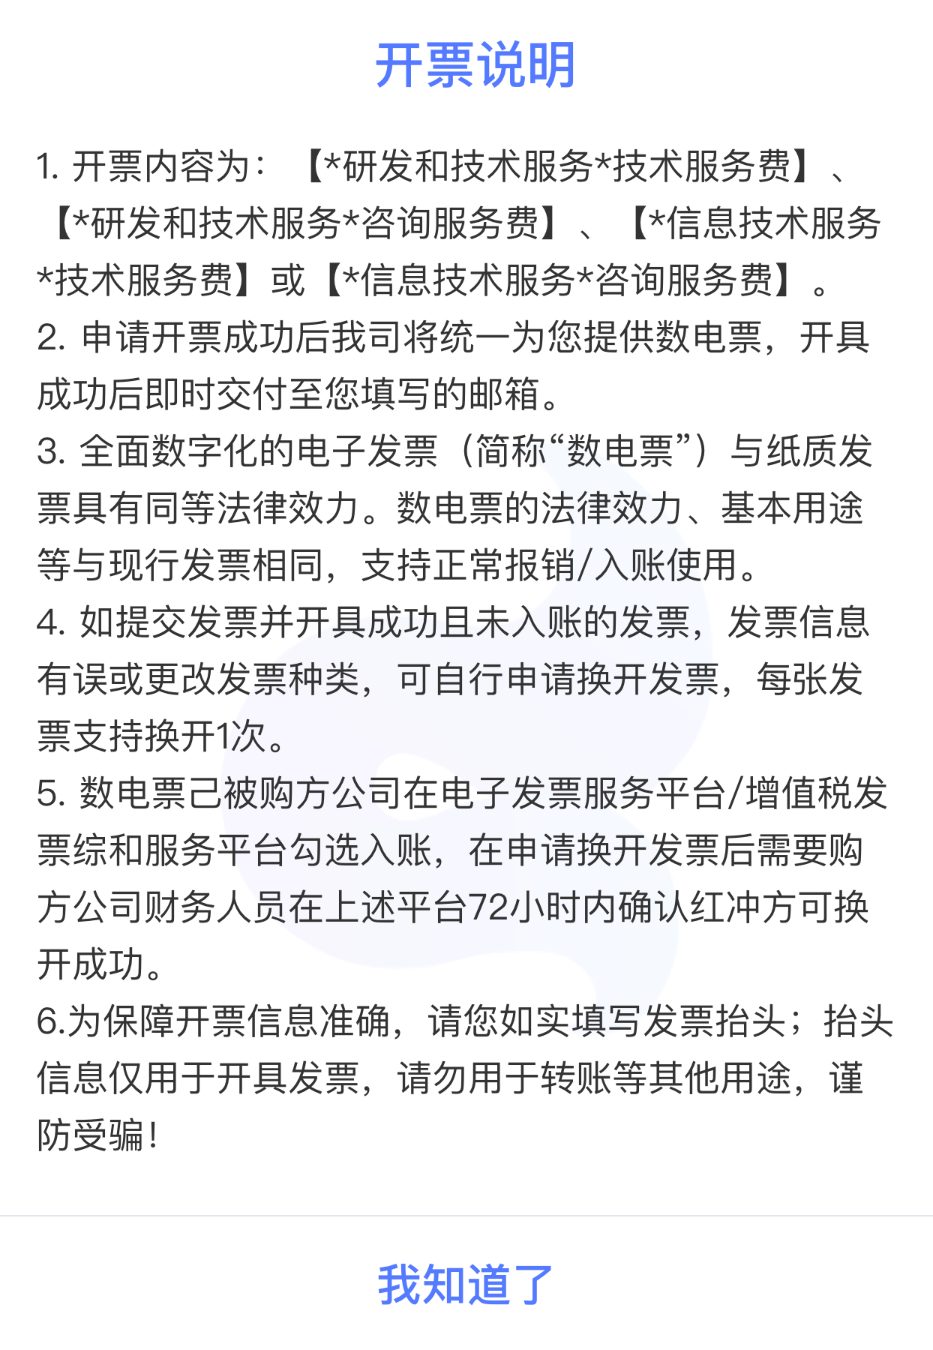 开票说明
1. 开票内容为：【*研发和技术服务*技术服务费】、
【*研发和技术服务*咨询服务费】、【*信息技术服务
*技术服务费】或【*信息技术服务*咨询服务费】。
2. 申请开票成功后我司将统一为您提供数电票，开具
成功后即时交付至您填写的邮箱。
3. 全面数字化的电子发票（简称“数电票”）与纸质发
票具有同等法律效力。数电票的法律效力、基本用途
等与现行发票相同，支持正常报销/入账使用。
4. 如提交发票并开具成功且未入账的发票，发票信息
有误或更改发票种类，可自行申请换开发票，每张发
票支持换开1次。
5. 数电票己被购方公司在电子发票服务平台/增值税发
票综和服务平台勾选入账，在申请换开发票后需要购
方公司财务人员在上述平台72小时内确认红冲方可换
开成功。
6.为保障开票信息准确，请您如实填写发票抬头；抬头
信息仅用于开具发票，请勿用于转账等其他用途，谨
防受骗！
我知道了